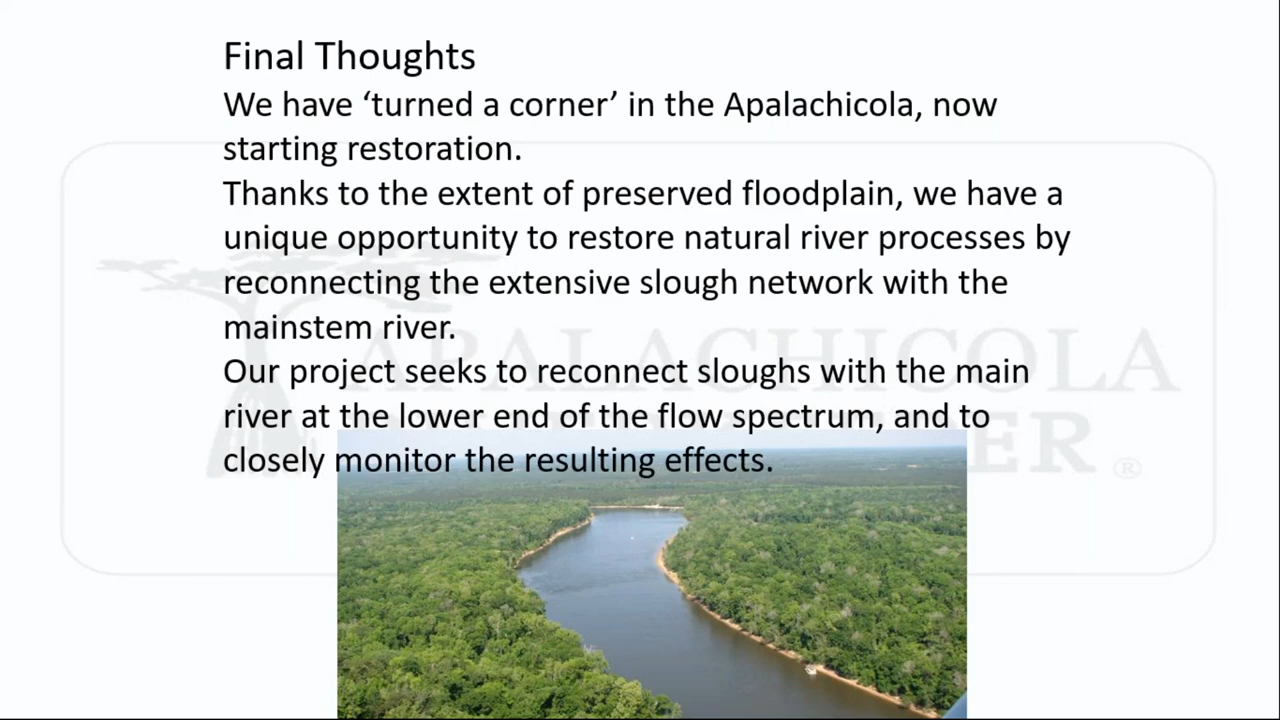 Final Thoughts
We have ‘turned a corner’ in the Apalachicola, now
starting restoration.
Thanks to the extent of preserved floodplain, we have a
unique opportunity to restore natural river processes by
reconnecting the extensive slough network with the
mainstem river.
Our project seeks to reconnect sloughs with the main
river at the lower end of the flow spectrum, and to
closely monitor the resulting effects.
APALACHICOLA
®